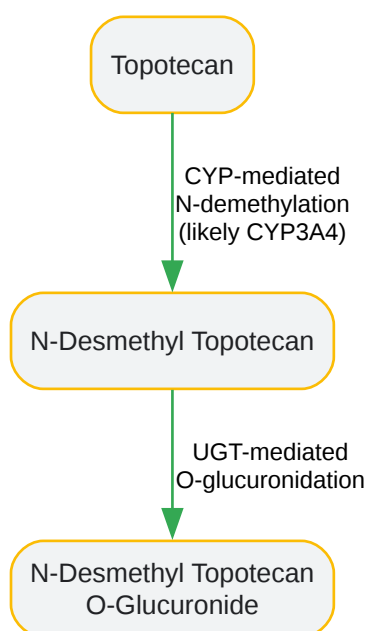 Topotecan
CYP-mediated
N-demethylation
(likely CYP3A4)
N-Desmethyl Topotecan
UGT-mediated
O-glucuronidation
N-Desmethyl Topotecan
O-Glucuronide